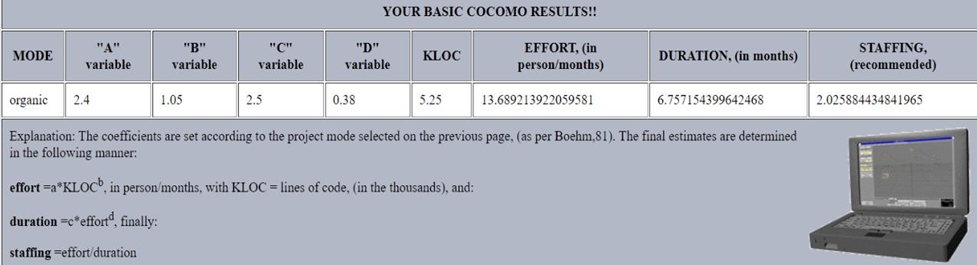 YOUR BASIC COCOMO RESULTS!!
MODE "A" variable "B" variable "C" variable "D" variable KLOC EFFORT, (in person/months) DURATION, (in months) STAFFING, (recommended)
organic 2.4 1.05 2.5 0.38 5.25 13.689213922059581 6.757154399642468 2.025884434841965
Explanation: The coefficients are set according to the project mode selected on the previous page, (as per Boehm,81). The final estimates are determined
in the following manner:
effort =a*KLOCb, in person/months, with KLOC = lines of code, (in the thousands), and:
duration =c*effortd, finally:
staffing =effort/duration